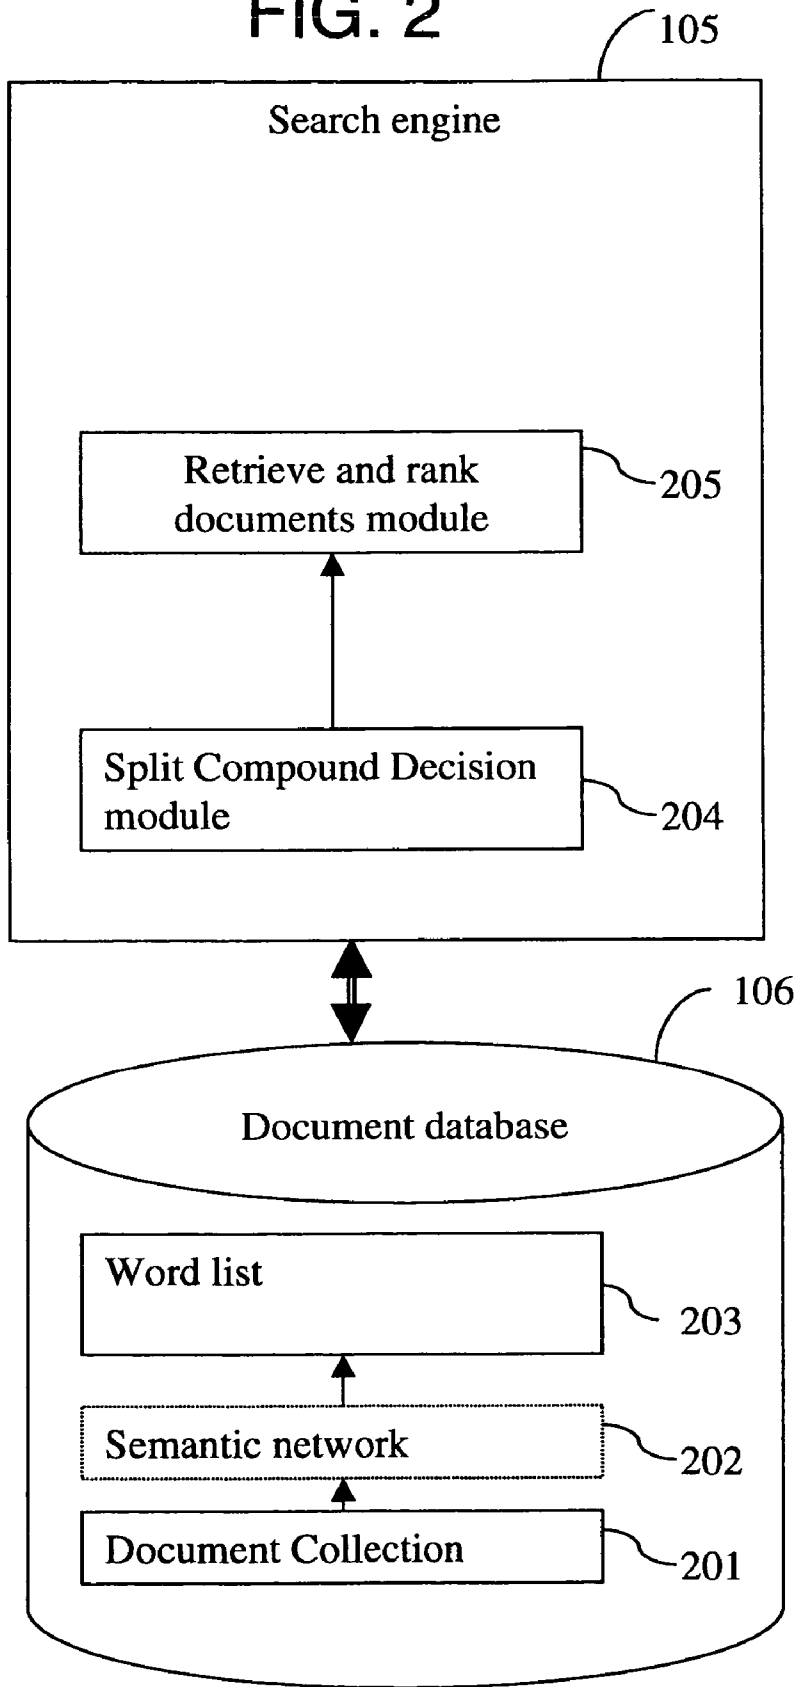 FIG. 2
105
Search engine
Retrieve and rank
documents module
205
Split Compound Decision
module
204
106
Document database
Word list
203
Semantic network
202
Document Collection
201